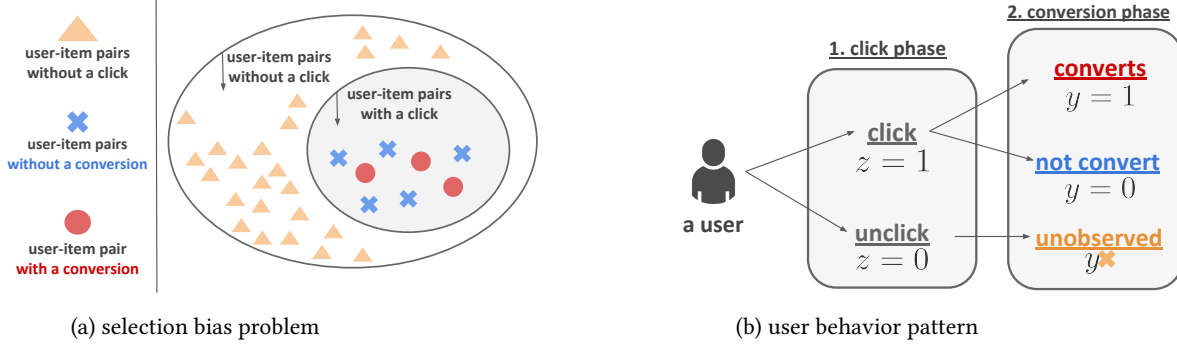 user-item pairs
without a click
user-item pairs
without a conversion
user-item pair
with a conversion
user-item pairs
without a click
user-item pairs
with a click
(a) selection bias problem
1. click phase
2. conversion phase
a user
click
z = 1
unclick
z = 0
converts
y = 1
not convert
y = 0
unobserved
y
(b) user behavior pattern